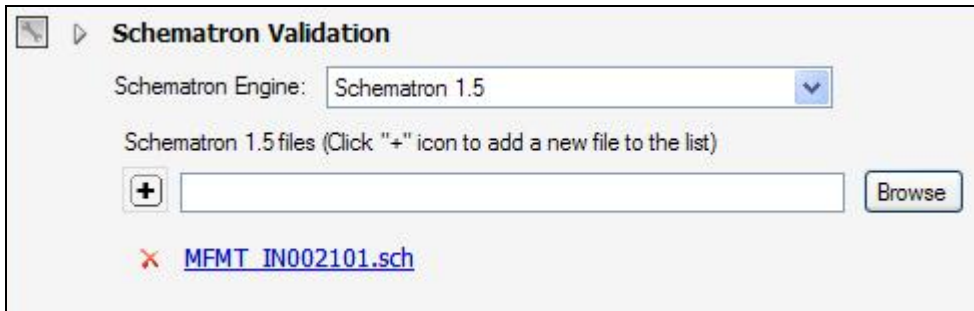 Schematron Validation
Schematron Engine: Schematron 1.5
Schematron 1.5 files (Click "+" icon to add a new file to the list)
Browse
MFMT_IN002101.sch